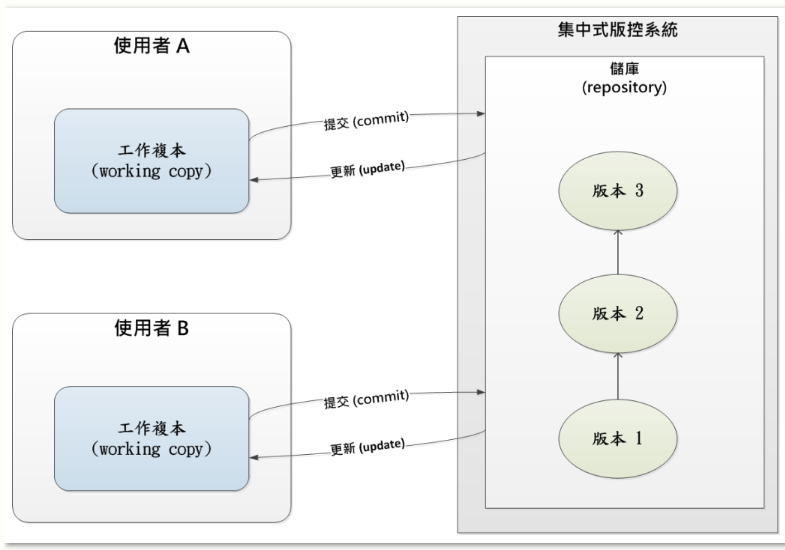 使用者 A
工作複本
(working copy)
提交 (commit)
更新 (update)
使用者 B
工作複本
(working copy)
提交 (commit)
更新 (update)
集中式版控系統
儲庫
(repository)
版本 3
版本 2
版本 1